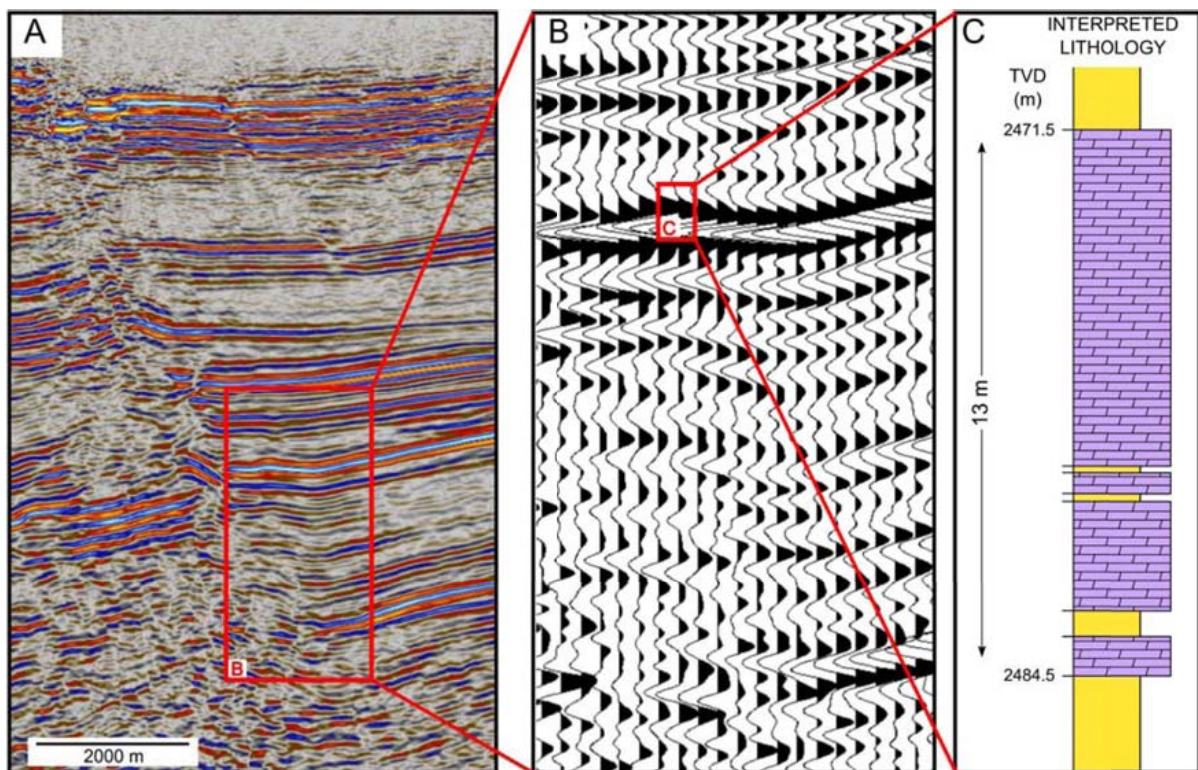 A
B
2000 m
B
C
C
INTERPRETED
LITHOLOGY
TVD
(m)
2471.5
13 m
2484.5